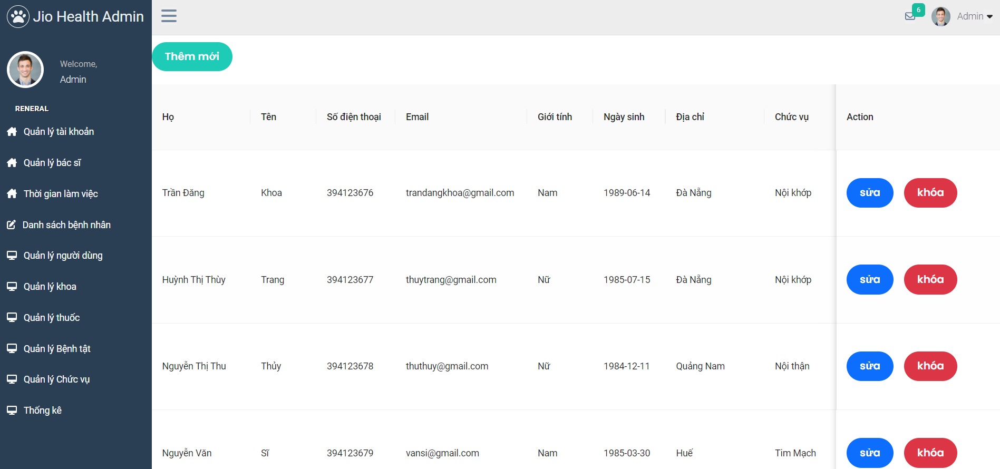 Jio Health Admin
6
Admin
Welcome,
Admin
RENERAL
Quản lý tài khoản
Quản lý bác sĩ
Thời gian làm việc
Danh sách bệnh nhân
Quản lý người dùng
Quản lý khoa
Quản lý thuốc
Quản lý Bệnh tật
Quản lý Chức vụ
Thống kê
Thêm mới
Họ Tên Số điện thoại Email Giới tính Ngày sinh Địa chỉ Chức vụ Action
Trần Đăng Khoa 394123676 trandangkhoa@gmail.com Nam 1989-06-14 Đà Nẵng Nội khớp sửa khóa
Huỳnh Thị Thùy Trang 394123677 thuytrang@gmail.com Nữ 1985-07-15 Đà Nẵng Nội khớp sửa khóa
Nguyễn Thị Thu Thủy 394123678 thuthuy@gmail.com Nữ 1984-12-11 Quảng Nam Nội thận sửa khóa
Nguyễn Văn Sĩ 394123679 vansi@gmail.com Nam 1985-03-30 Huế Tim Mạch sửa khóa